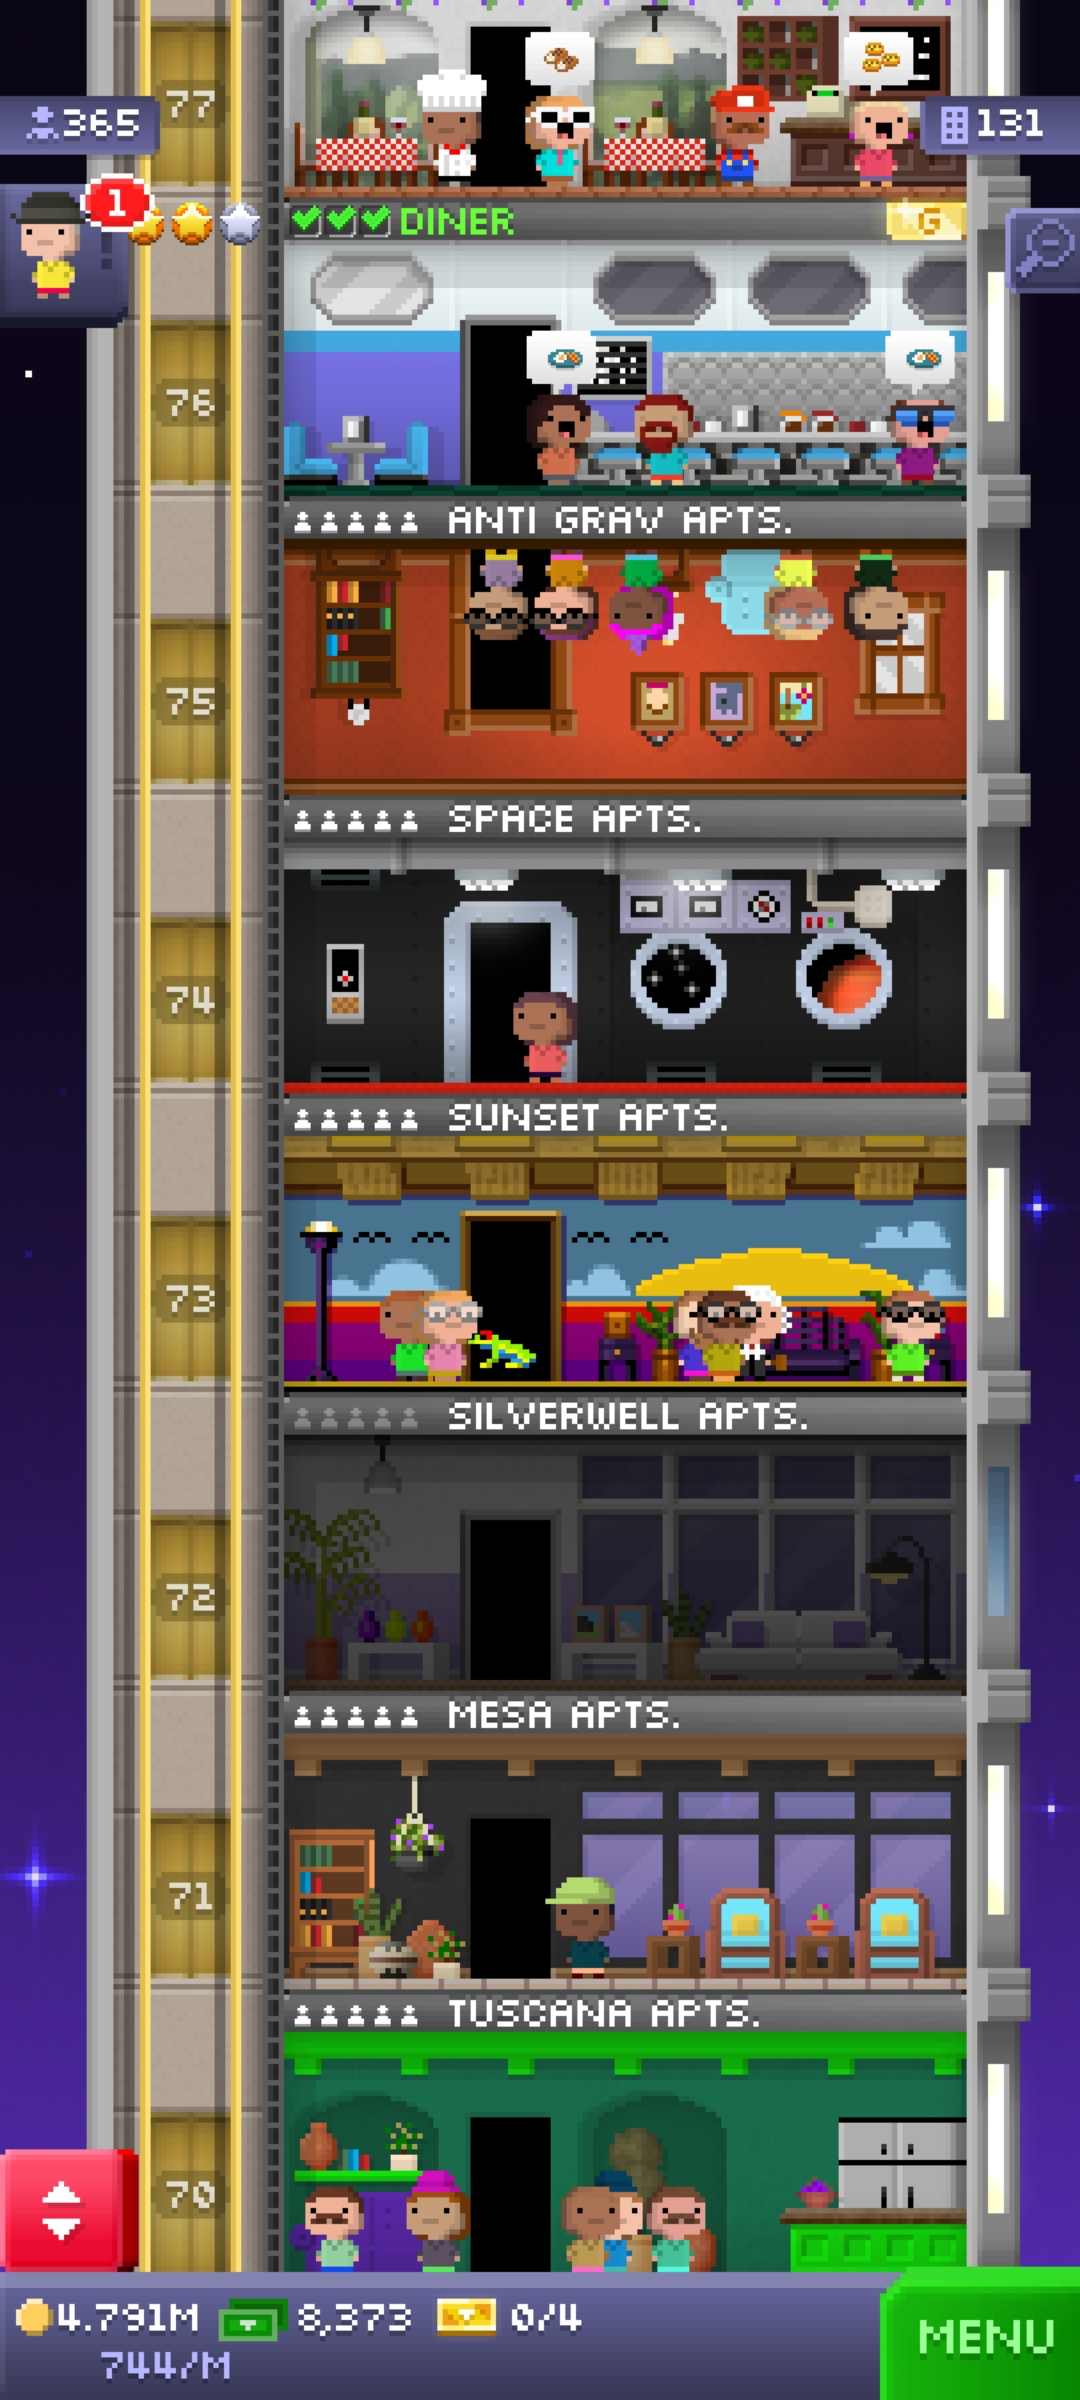 77
365
131
1
DINER
G
76
ANTI GRAV APTS.
75
SPACE APTS.
74
SUNSET APTS.
73
SILVERWELL APTS.
72
MESA APTS.
71
TUSCANA APTS.
70
4.791M
8,373
0/4
MENU
744/M